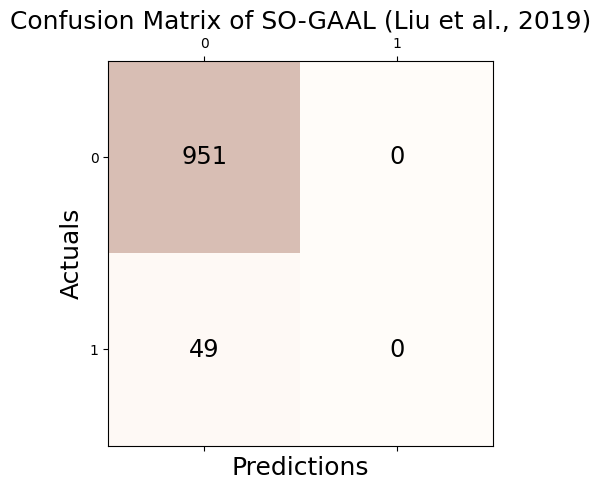 Confusion Matrix of SO-GAAL (Liu et al., 2019)
0 1
0 951 0
Actuals
1 49 0
Predictions